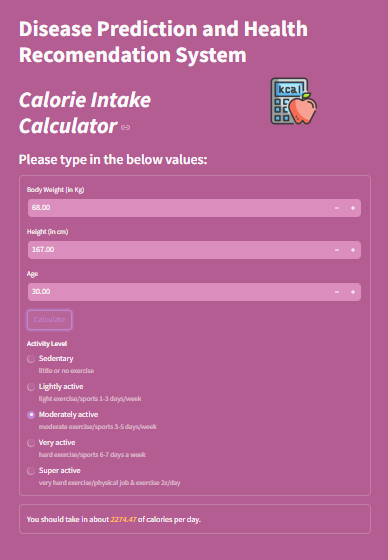 Disease Prediction and Health
Recomendation System
Calorie Intake
Calculator
kcal
Please type in the below values:
Body Weight (in Kg)
68.00
Height (in cm)
167.00
Age
30.00
Calculate
Activity Level
Sedentary
little or no exercise
Lightly active
light exercise/sports 1-3 days/week
Moderately active
moderate exercise/sports 3-5 days/week
Very active
hard exercise/sports 6-7 days a week
Super active
very hard exercise/physical job & exercise 2x/day
You should take in about 2274.47 of calories per day.